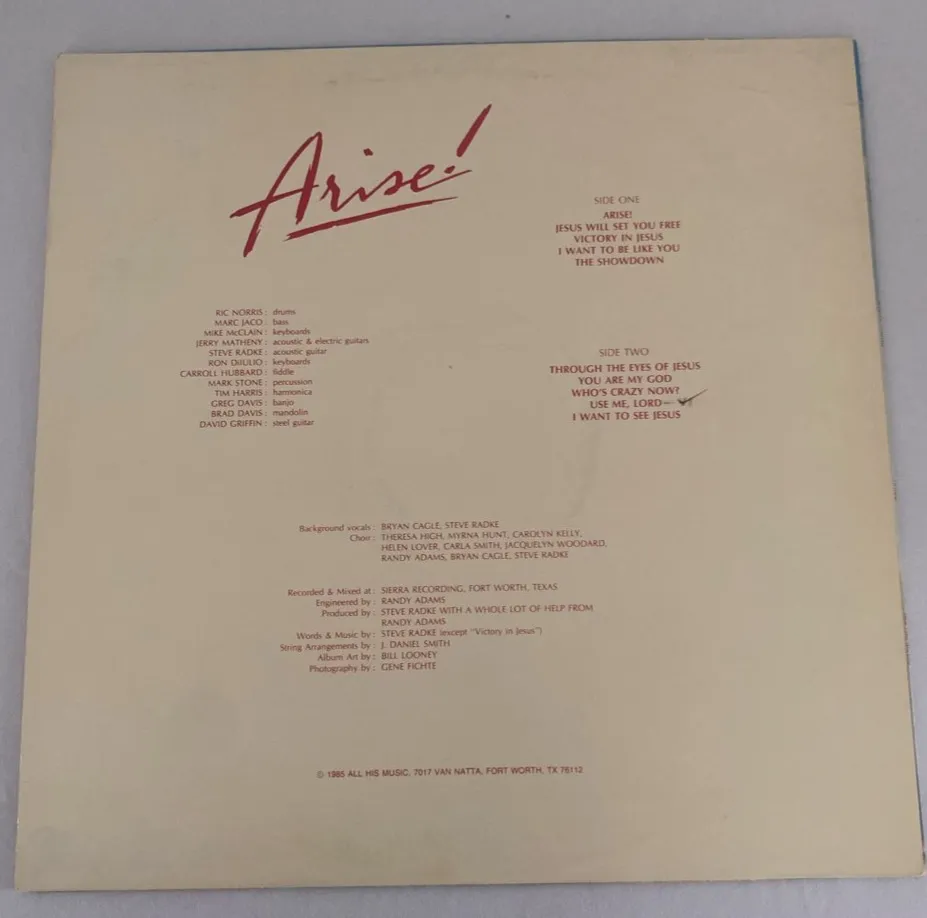 Arise!
SIDE ONE
ARISE!
JESUS WILL SET YOU FREE
VICTORY IN JESUS
I WANT TO BE LIKE YOU
THE SHOWDOWN
RIC NORRIS : drums
MARC JACO : bass
MIKE McCLAIN : keyboards
JERRY MATHENY : acoustic & electric guitars
STEVE RADKE : acoustic guitar
RON DiIULIO : keyboards
CARROLL HUBBARD : fiddle
MARK STONE : percussion
TIM HARRIS : harmonica
GREG DAVIS : banjo
BRAD DAVIS : mandolin
DAVID GRIFFIN : steel guitar
SIDE TWO
THROUGH THE EYES OF JESUS
YOU ARE MY GOD
WHO'S CRAZY NOW?
USE ME, LORD
I WANT TO SEE JESUS
Background vocals : BRYAN CAGLE, STEVE RADKE
Choir : THERESA HIGH, MYRNA HUNT, CAROLYN KELLY,
HELEN LOVER, CARLA SMITH, JACQUELYN WOODARD,
RANDY ADAMS, BRYAN CAGLE, STEVE RADKE
Recorded & Mixed at : SIERRA RECORDING, FORT WORTH, TEXAS
Engineered by : RANDY ADAMS
Produced by : STEVE RADKE WITH A WHOLE LOT OF HELP FROM
RANDY ADAMS
Words & Music by : STEVE RADKE (except "Victory in Jesus")
String Arrangements by : J. DANIEL SMITH
Album Art by : BILL LOONEY
Photography by : GENE FICHTE
© 1985 ALL HIS MUSIC, 7017 VAN NATTA, FORT WORTH, TX 76112